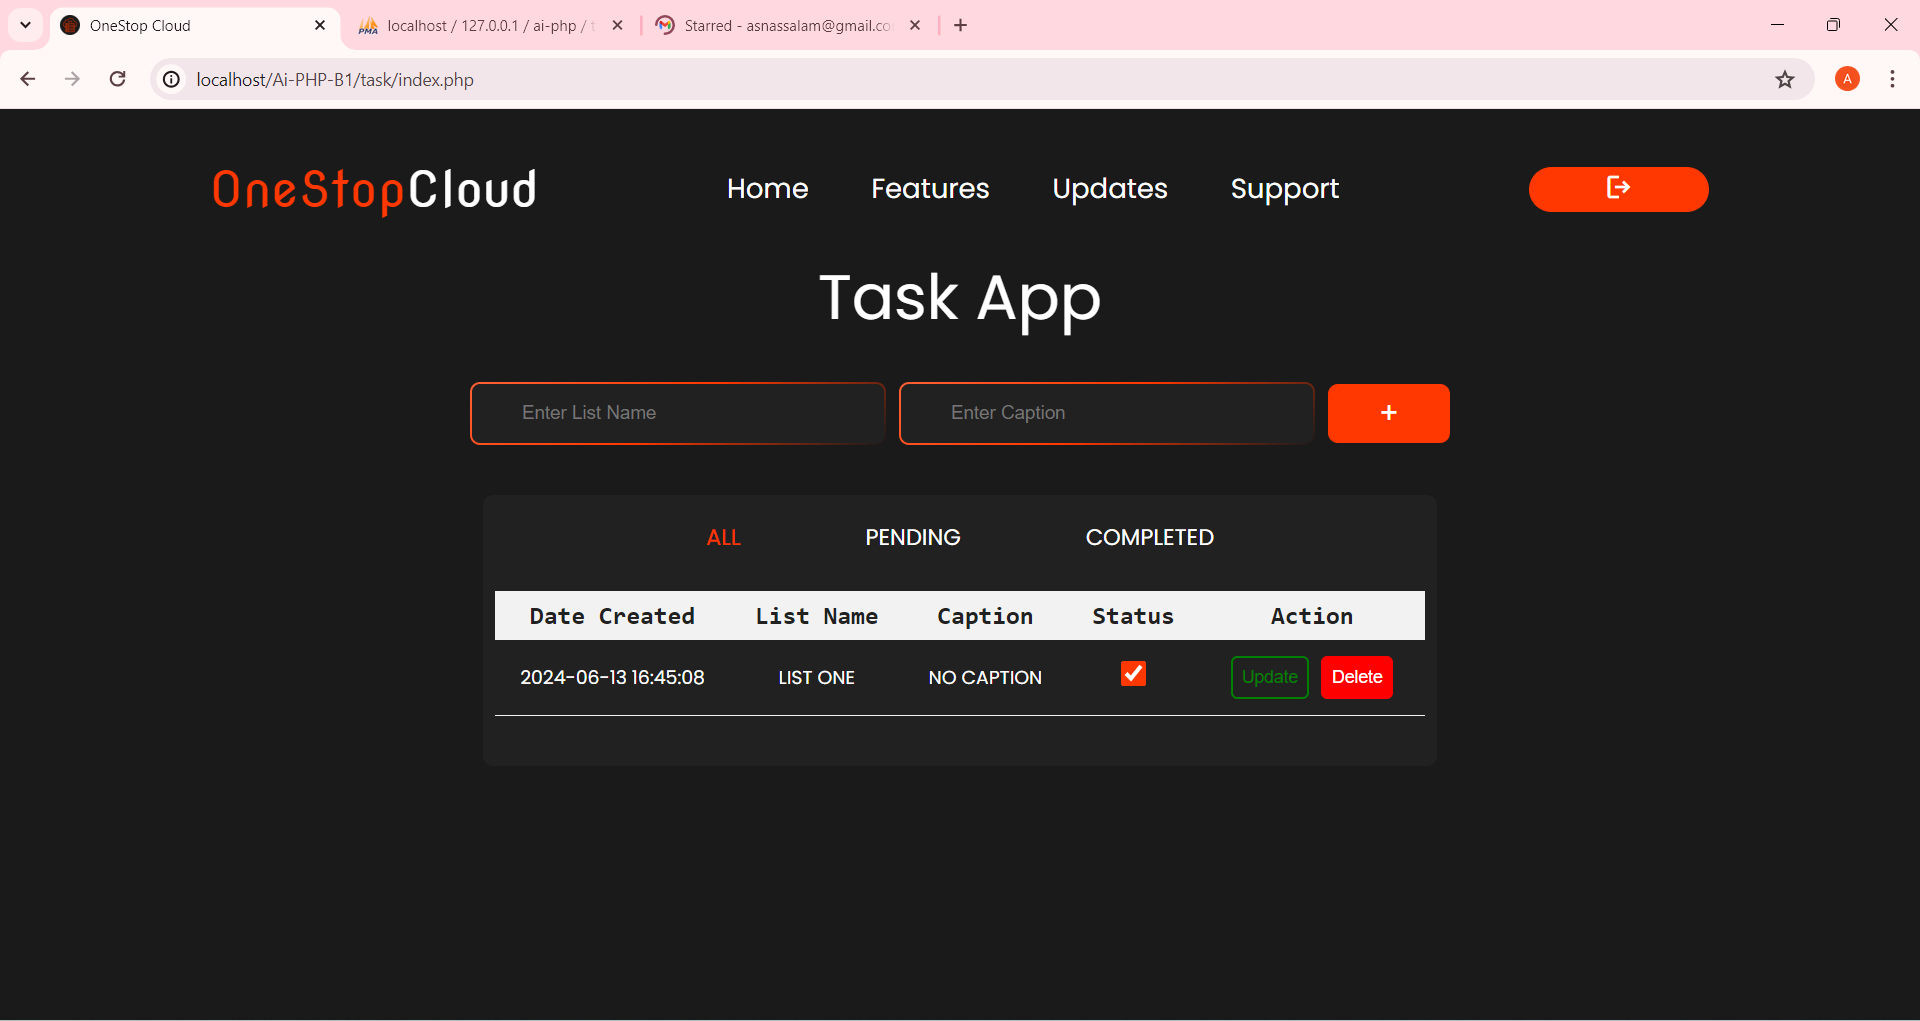 OneStop Cloud
localhost / 127.0.0.1 / ai-php / t
Starred - asnassalam@gmail.co
localhost/Ai-PHP-B1/task/index.php
A
OneStopCloud
Home Features Updates Support
Task App
Enter List Name Enter Caption +
ALL PENDING COMPLETED
Date Created List Name Caption Status Action
2024-06-13 16:45:08 LIST ONE NO CAPTION Update Delete